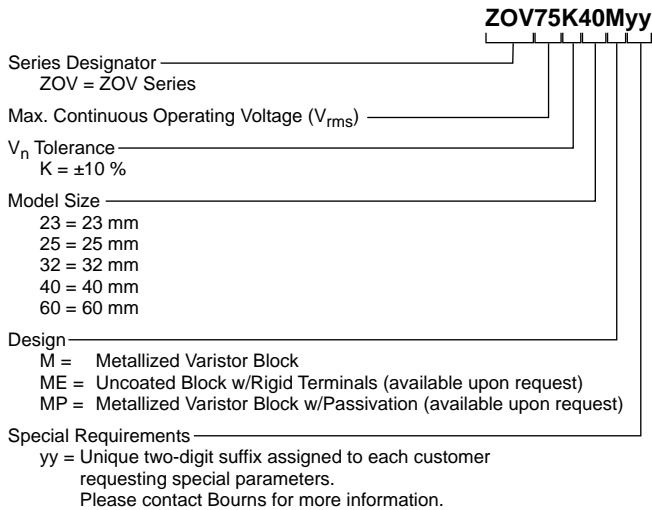 ZOV75K40Myy
Series Designator
ZOV = ZOV Series
Max. Continuous Operating Voltage (Vrms)
Vn Tolerance
K = ±10 %
Model Size
23 = 23 mm
25 = 25 mm
32 = 32 mm
40 = 40 mm
60 = 60 mm
Design
M = Metallized Varistor Block
ME = Uncoated Block w/Rigid Terminals (available upon request)
MP = Metallized Varistor Block w/Passivation (available upon request)
Special Requirements
yy = Unique two-digit suffix assigned to each customer
requesting special parameters.
Please contact Bourns for more information.